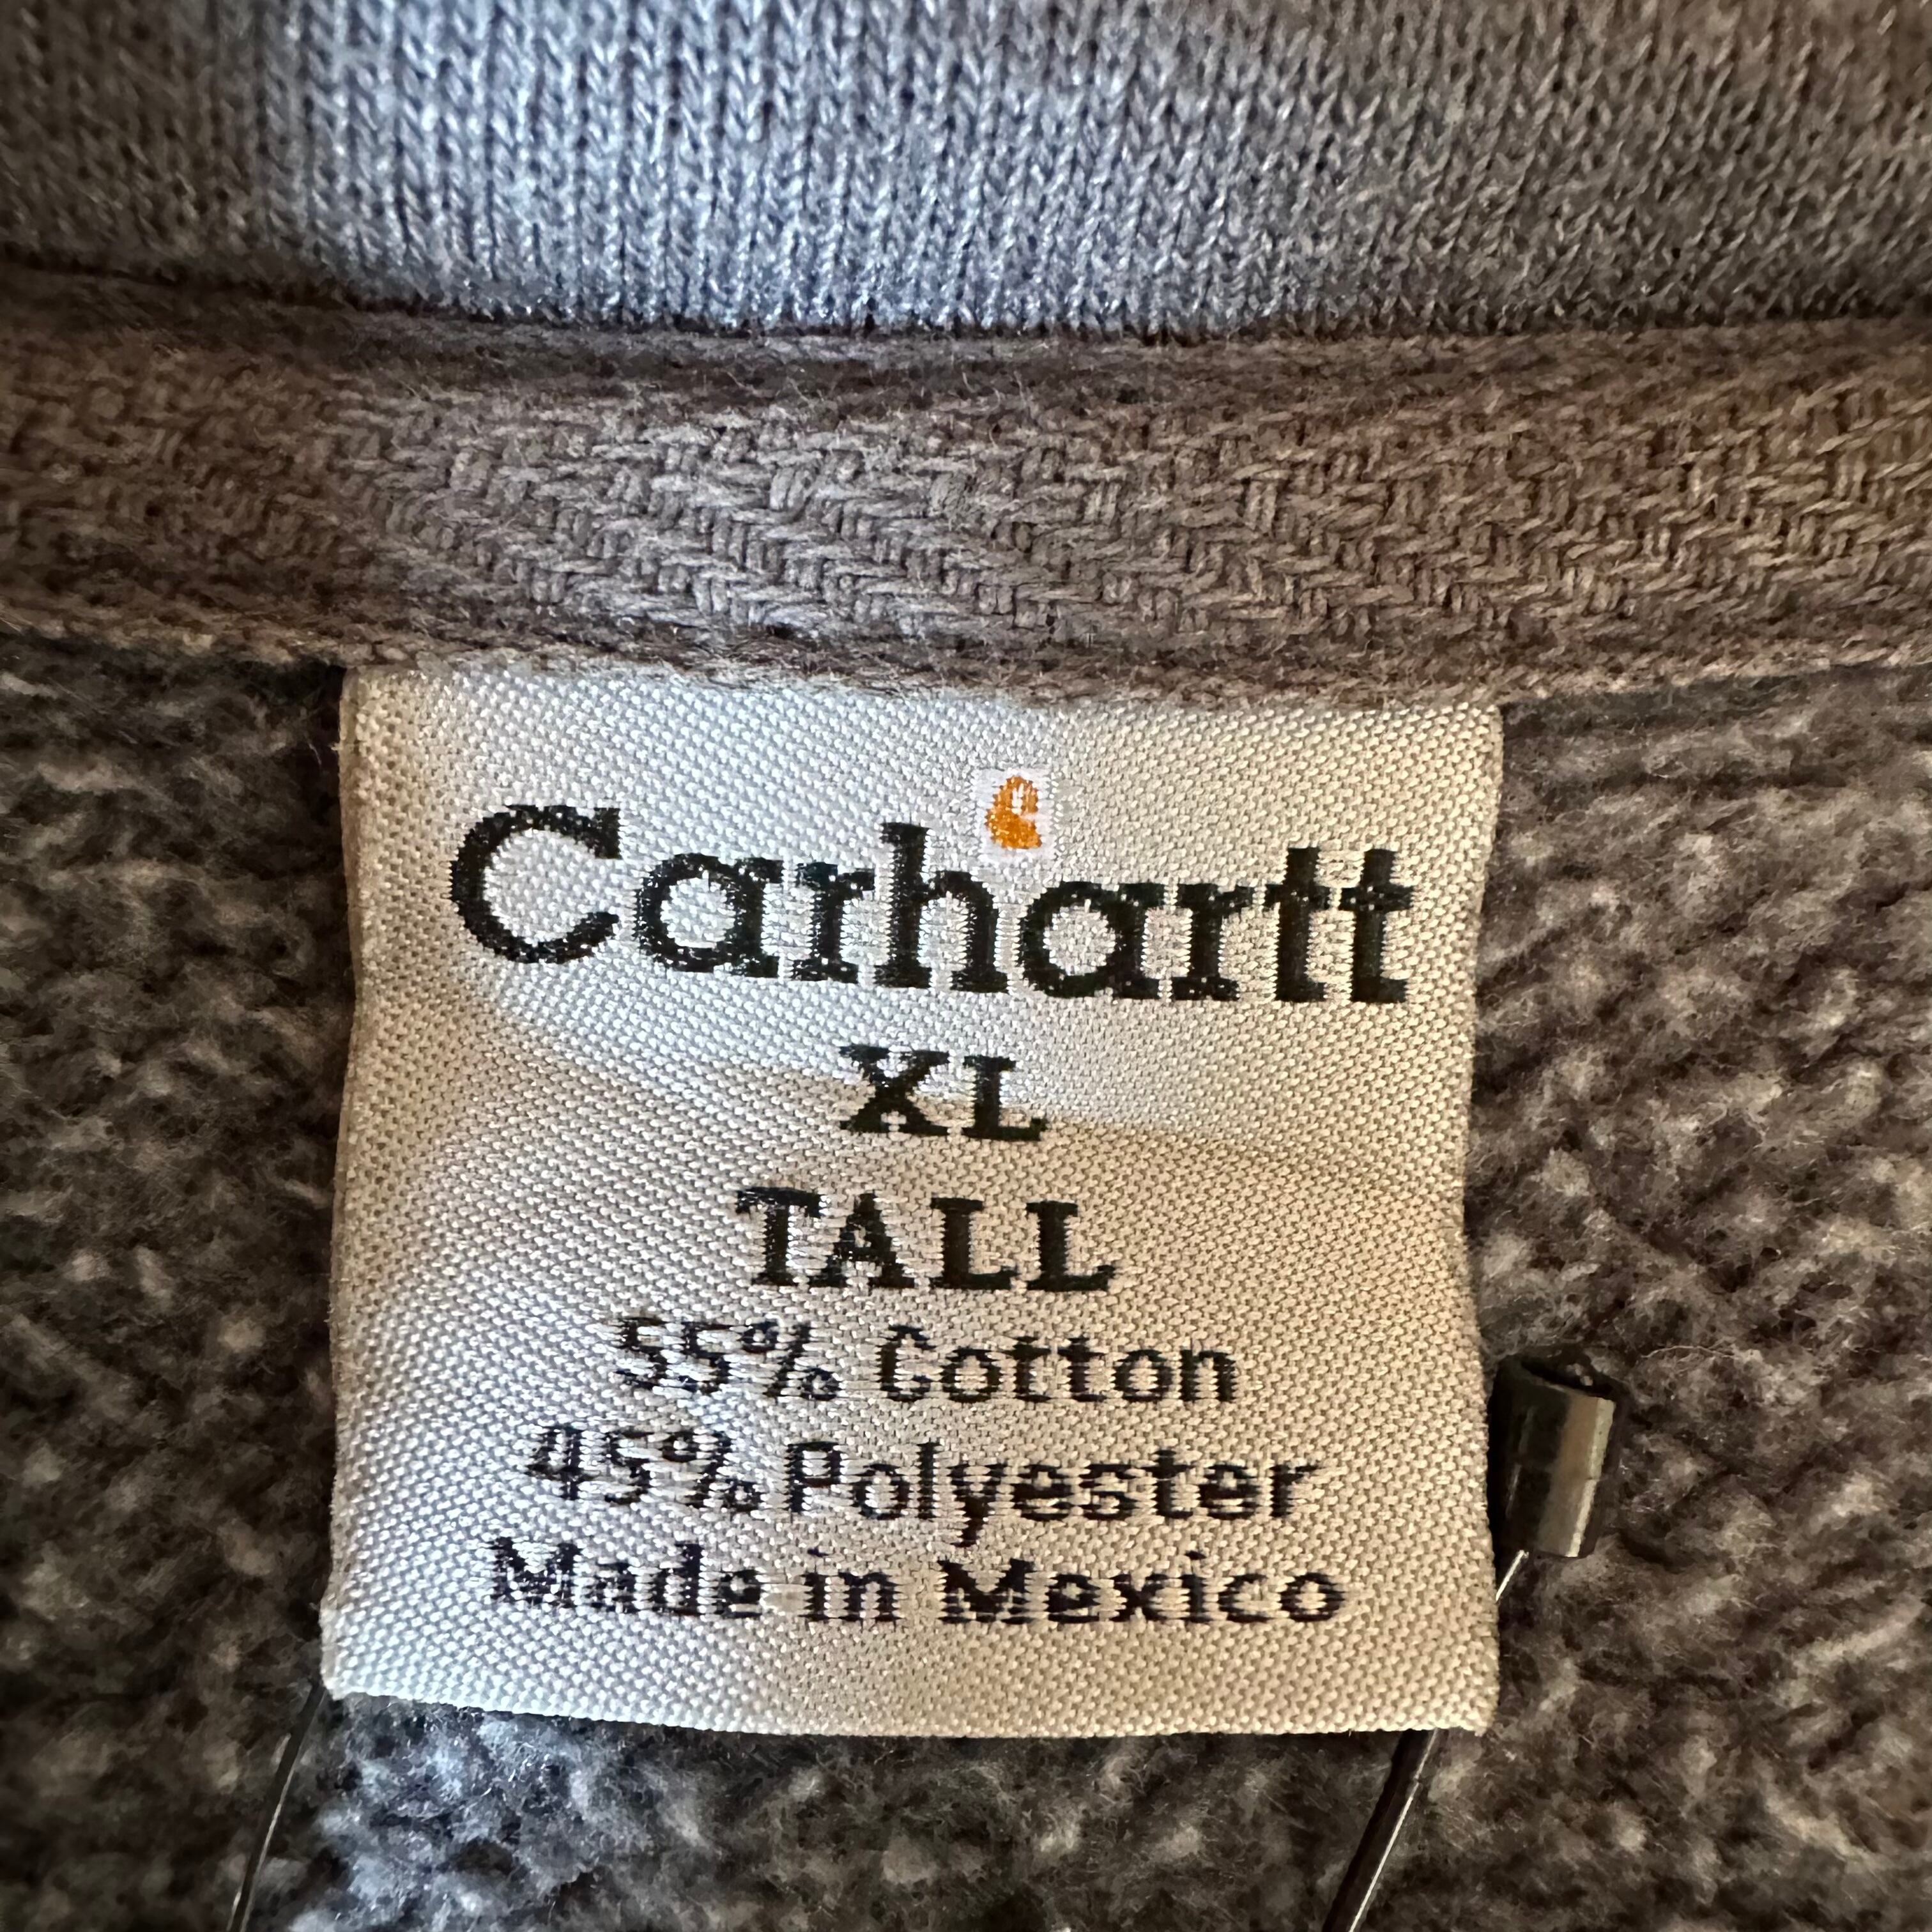 Carhartt
XL
TALL
55% Cotton
45% Polyester
Made in Mexico